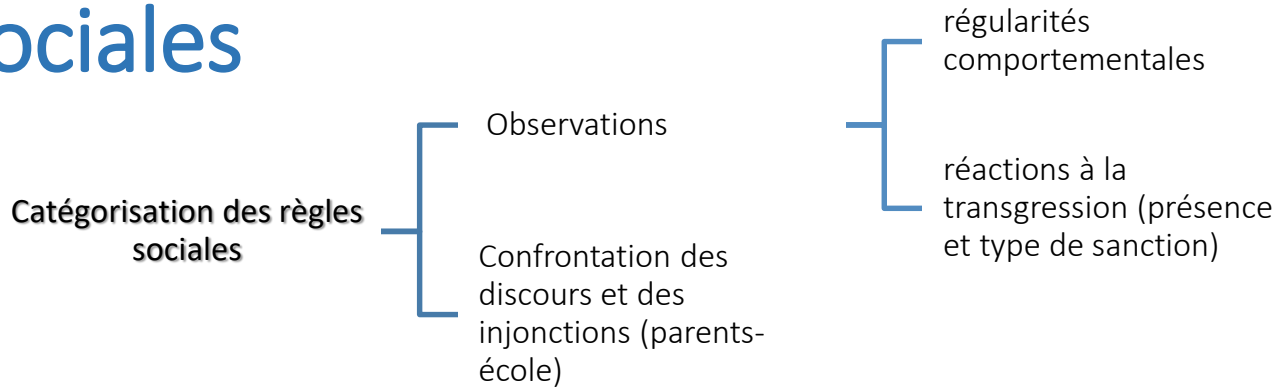 ociales
Catégorisation des règles
sociales
Observations
Confrontation des
discours et des
injonctions (parents-
école)
régularités
comportementales
réactions à la
transgression (présence
et type de sanction)